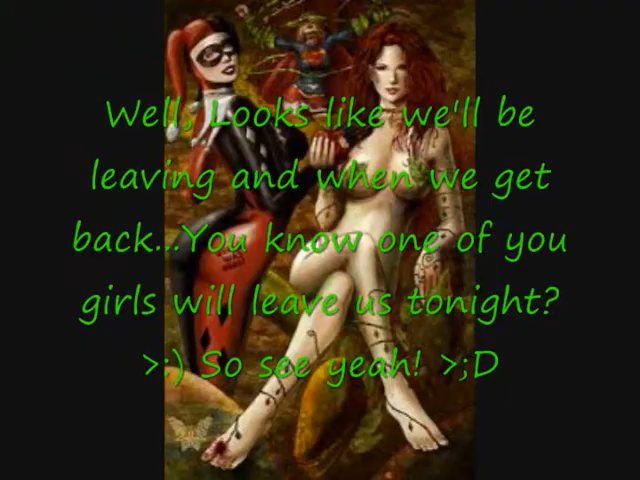 Well, Looks like we'll be
leaving and when we get
back...You know one of you
girls will leave us tonight?
>:) So see yeah! >;D